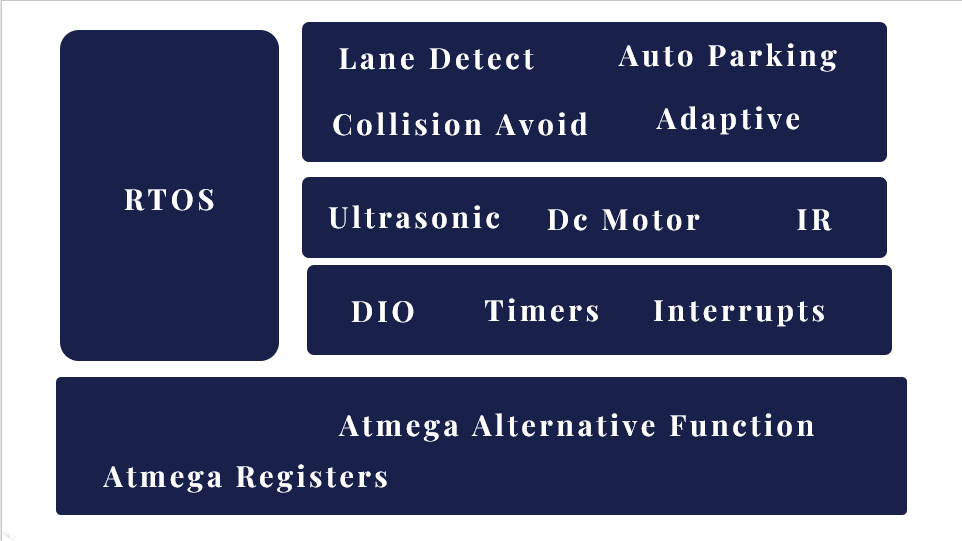 RTOS
Lane Detect
Auto Parking
Collision Avoid
Adaptive
Ultrasonic
Dc Motor
IR
DIO
Timers
Interrupts
Atmega Alternative Function
Atmega Registers